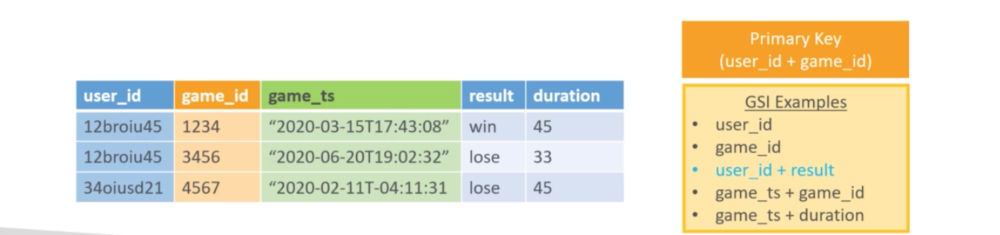 user_id game_id game_ts result duration
12broiu45 1234 “2020-03-15T17:43:08” win 45
12broiu45 3456 “2020-06-20T19:02:32” lose 33
34oiusd21 4567 “2020-02-11T-04:11:31 lose 45
Primary Key
(user_id + game_id)
GSI Examples
• user_id
• game_id
• user_id + result
• game_ts + game_id
• game_ts + duration